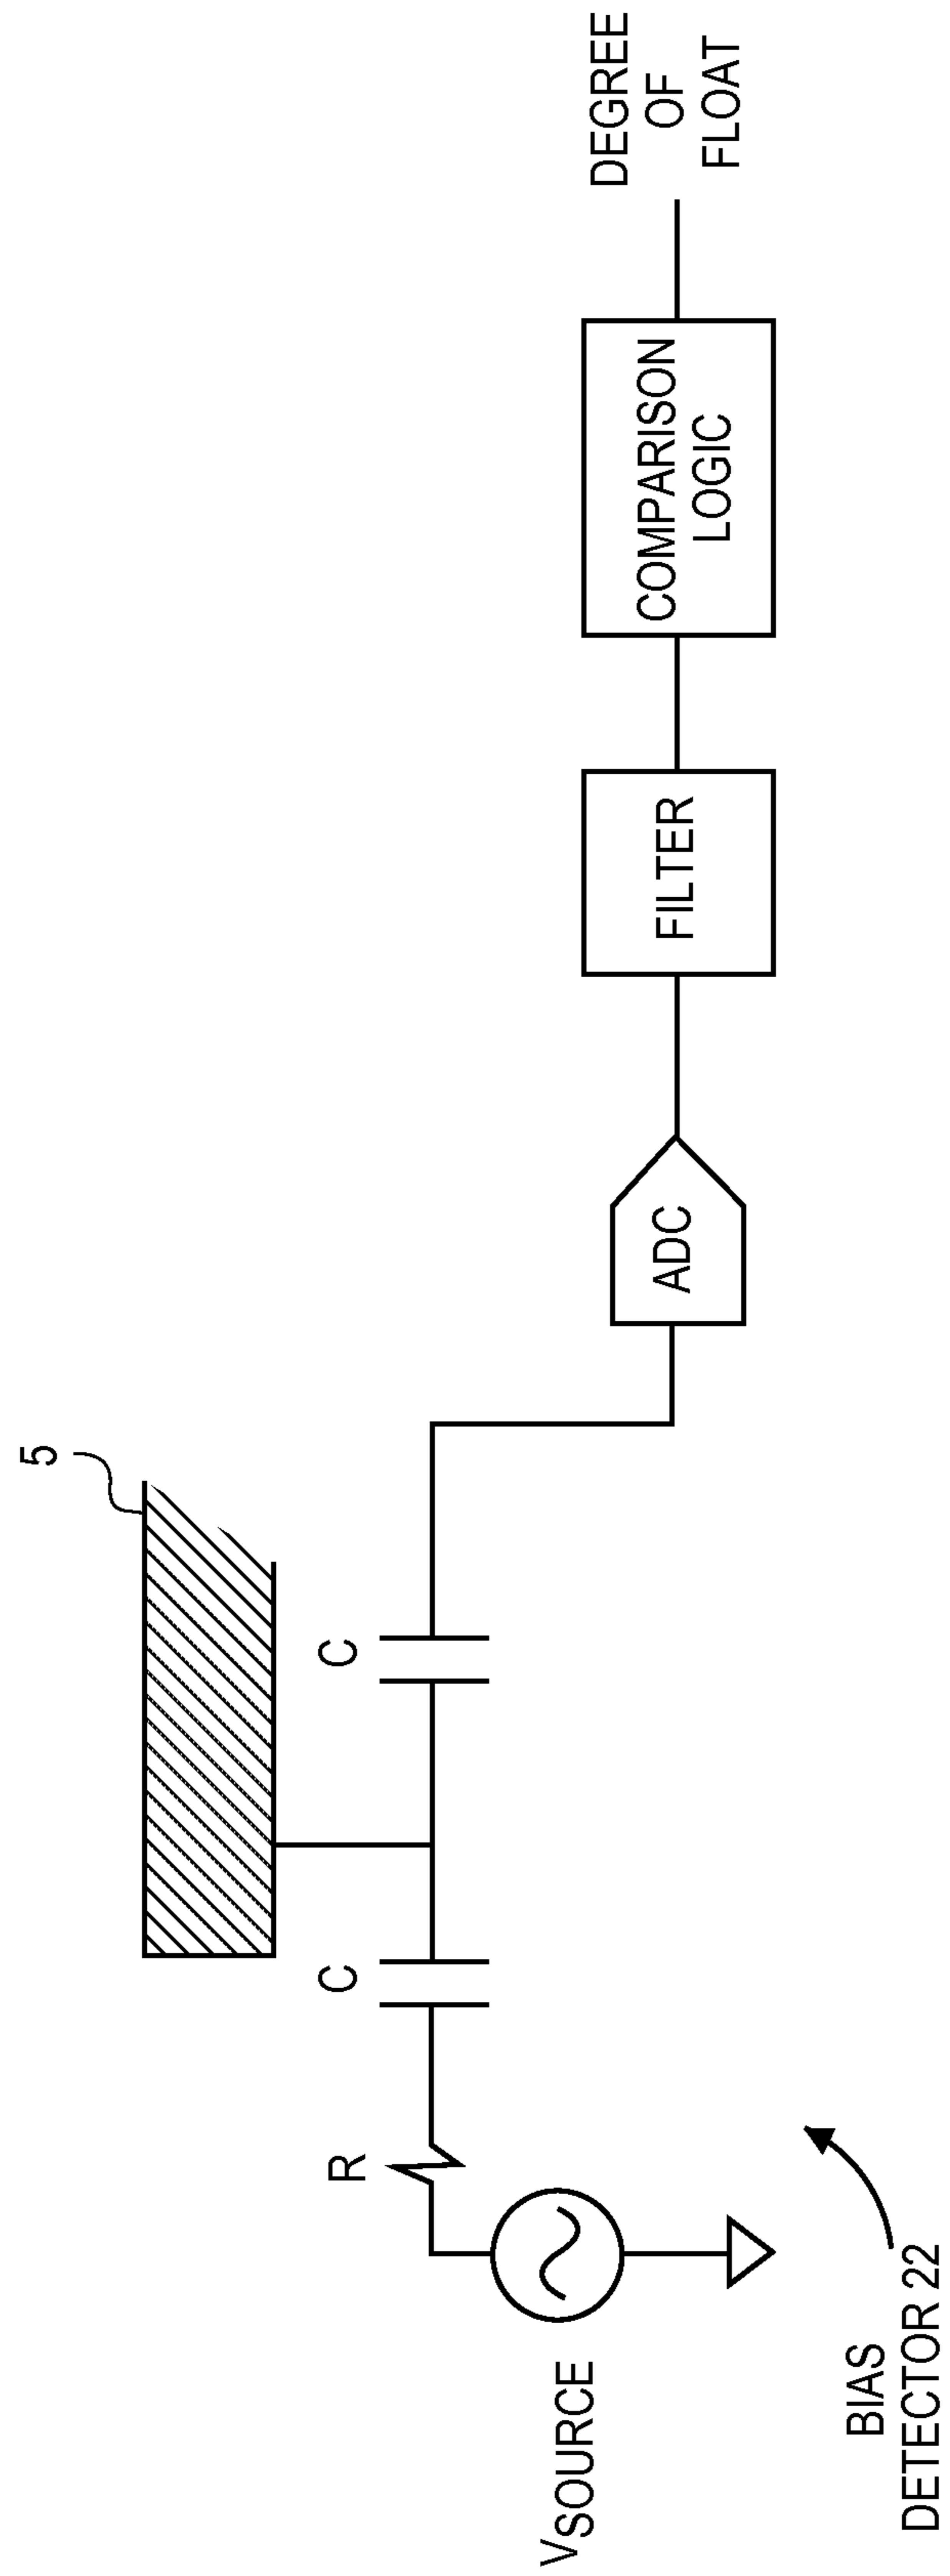 5
C
C
R
VSOURCE
ADC
FILTER
COMPARISON
LOGIC
DEGREE
OF
FLOAT
BIAS
DETECTOR 22